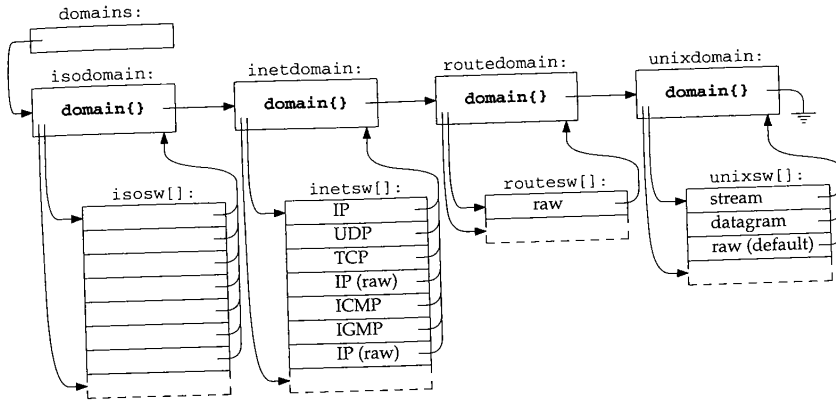 domains:
isodomain:
domain{}
inetdomain:
domain{}
routedomain:
domain{}
unixdomain:
domain{}
isosw[]:
inetsw[]:
IP
UDP
TCP
IP (raw)
ICMP
IGMP
IP (raw)
routesw[]:
raw
unixsw[]:
stream
datagram
raw (default)